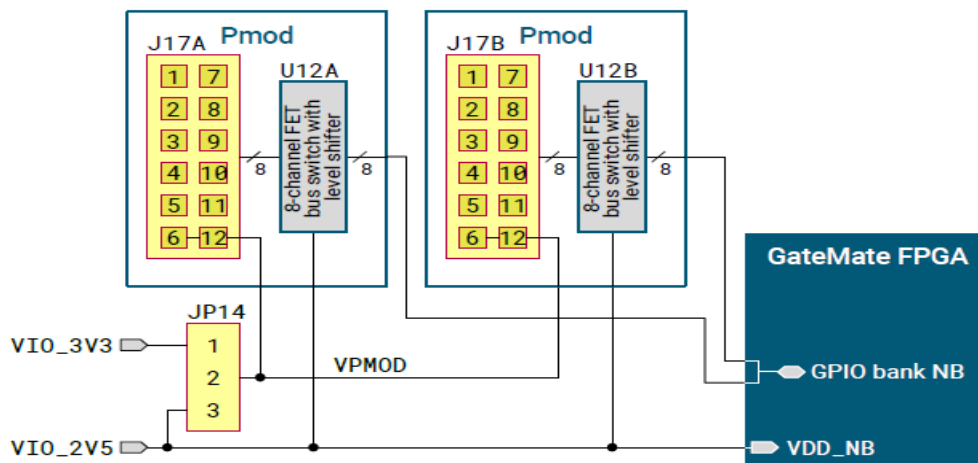 Pmod
J17A
U12A
1 7
2 8
3 9
4 10
5 11
6 12
8-channel FET
bus switch with
level shifter
8
8
Pmod
J17B
U12B
1 7
2 8
3 9
4 10
5 11
6 12
8-channel FET
bus switch with
level shifter
8
8
GateMate FPGA
JP14
VIO_3V3
1
2
3
VPMOD
GPIO bank NB
VIO_2V5
VDD_NB